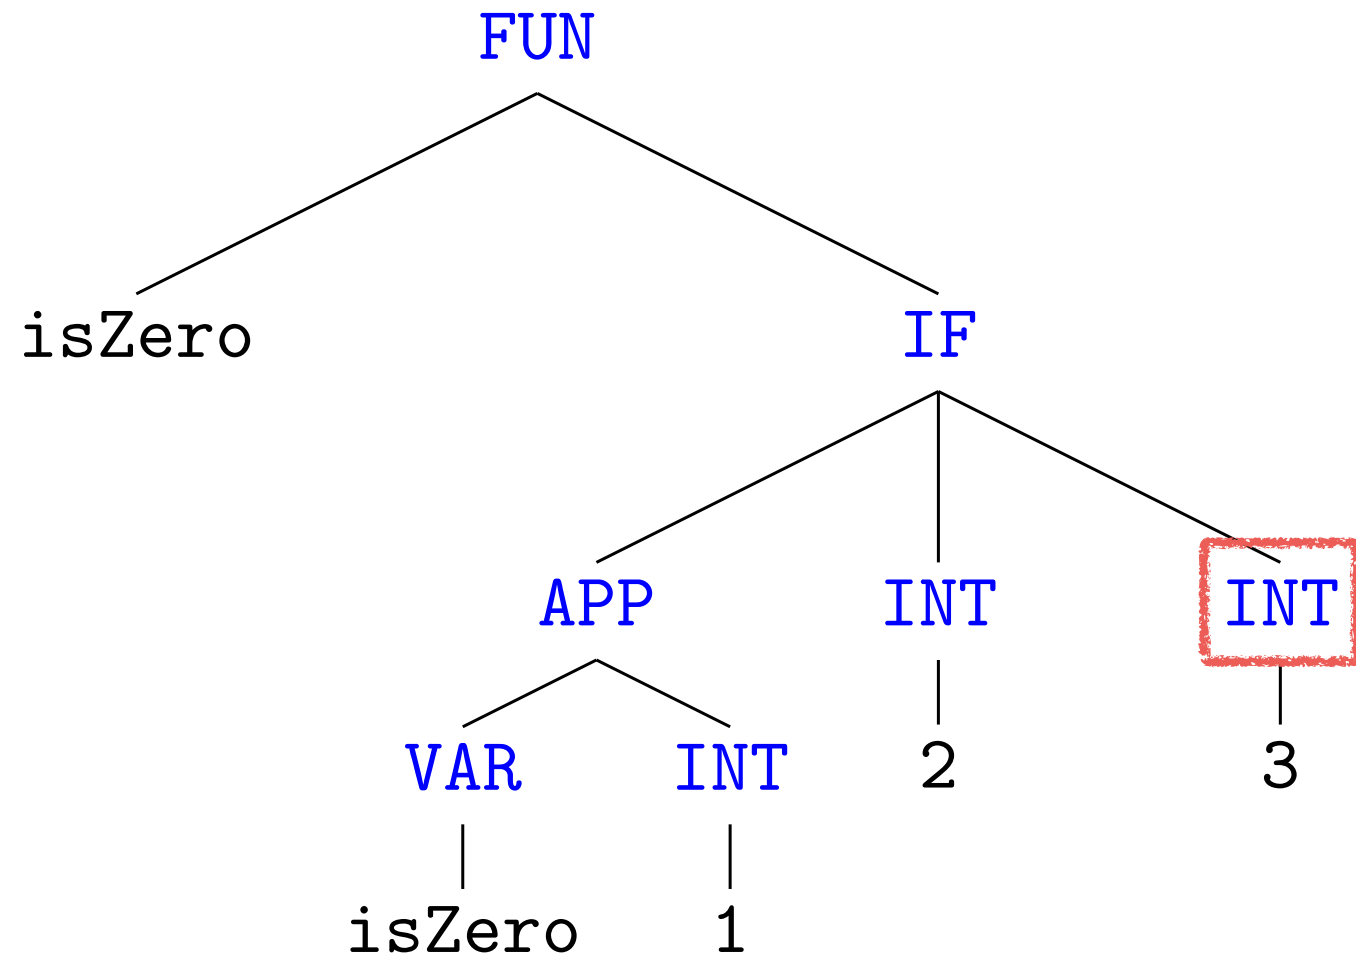 FUN
isZero IF
APP INT INT
VAR INT 2 3
isZero 1